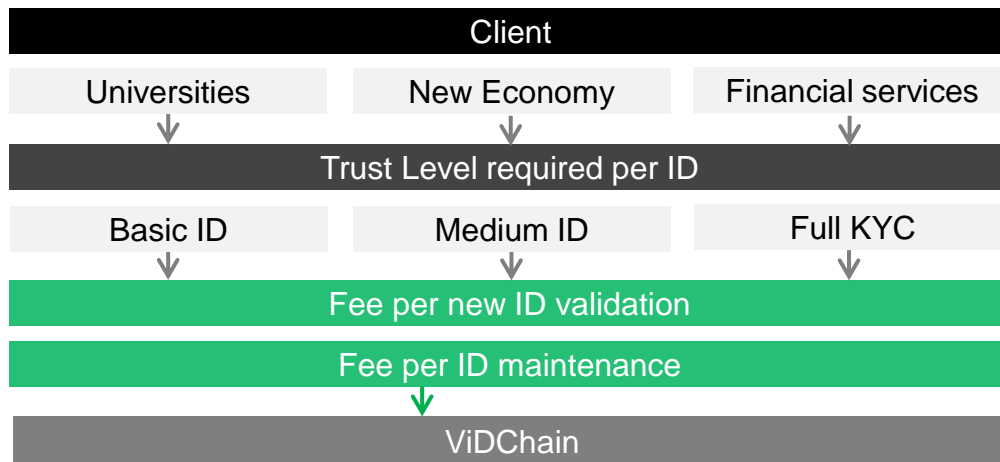 Client
Universities
New Economy
Financial services
Trust Level required per ID
Basic ID
Medium ID
Full KYC
Fee per new ID validation
Fee per ID maintenance
ViDChain